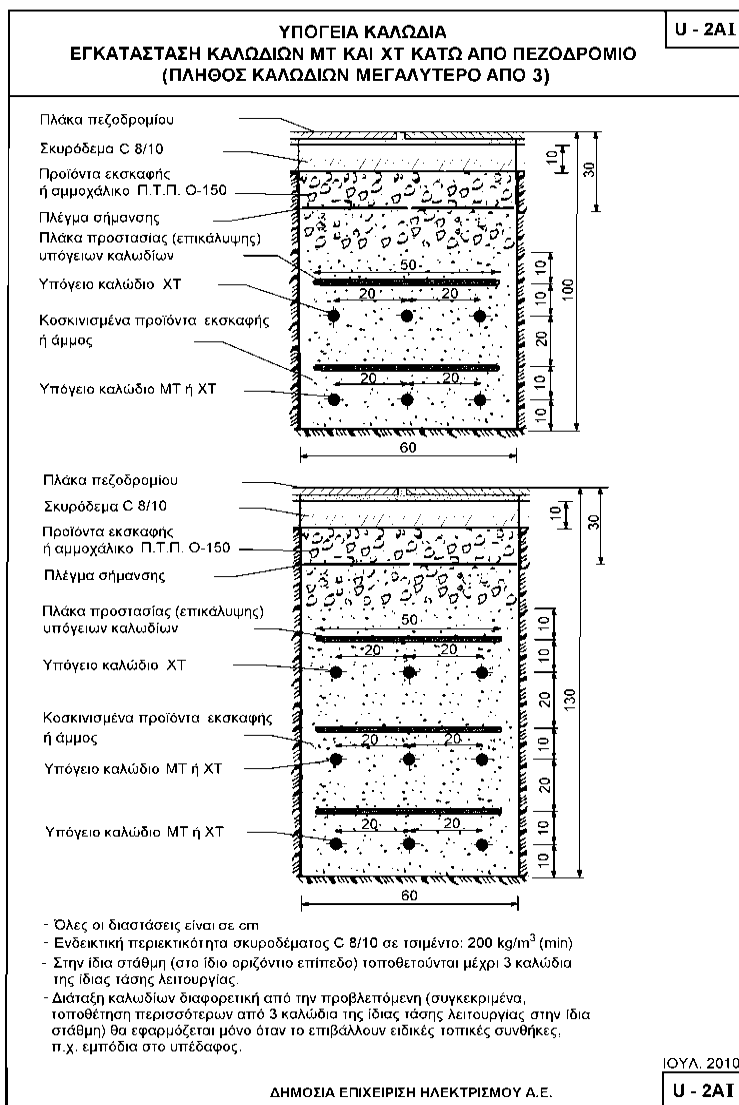 ΥΠΟΓΕΙΑ ΚΑΛΩΔΙΑ
ΕΓΚΑΤΑΣΤΑΣΗ ΚΑΛΩΔΙΩΝ ΜΤ ΚΑΙ ΧΤ ΚΑΤΩ ΑΠΟ ΠΕΖΟΔΡΟΜΙΟ
(ΠΛΗΘΟΣ ΚΑΛΩΔΙΩΝ ΜΕΓΑΛΥΤΕΡΟ ΑΠΟ 3)
U - 2AI
Πλάκα πεζοδρομίου
Σκυρόδεμα C 8/10
Προϊόντα εκσκαφής
ή αμμοχάλικο Π.Τ.Π. Ο-150
Πλέγμα σήμανσης
Πλάκα προστασίας (επικάλυψης)
υπόγειων καλωδίων
Υπόγειο καλώδιο ΧΤ
Κοσκινισμένα προϊόντα εκσκαφής
ή άμμος
Υπόγειο καλώδιο ΜΤ ή ΧΤ
50
20 20
20 20
60
10
30
10
10
20
10
10
100
Πλάκα πεζοδρομίου
Σκυρόδεμα C 8/10
Προϊόντα εκσκαφής
ή αμμοχάλικο Π.Τ.Π. Ο-150
Πλέγμα σήμανσης
Πλάκα προστασίας (επικάλυψης)
υπόγειων καλωδίων
Υπόγειο καλώδιο ΧΤ
Κοσκινισμένα προϊόντα εκσκαφής
ή άμμος
Υπόγειο καλώδιο ΜΤ ή ΧΤ
Υπόγειο καλώδιο ΜΤ ή ΧΤ
50
20 20
20 20
20 20
60
10
30
10
10
20
10
20
10
10
130
- Όλες οι διαστάσεις είναι σε cm
- Ενδεικτική περιεκτικότητα σκυροδέματος C 8/10 σε τσιμέντο: 200 kg/m³ (min)
- Στην ίδια στάθμη (στο ίδιο οριζόντιο επίπεδο) τοποθετούνται μέχρι 3 καλώδια
της ίδιας τάσης λειτουργίας.
- Διάταξη καλωδίων διαφορετική από την προβλεπόμενη (συγκεκριμένα,
τοποθέτηση περισσότερων από 3 καλώδια της ίδιας τάσης λειτουργίας στην ίδια
στάθμη) θα εφαρμόζεται μόνο όταν το επιβάλλουν ειδικές τοπικές συνθήκες,
π.χ. εμπόδια στο υπέδαφος.
ΙΟΥΛ. 2010
ΔΗΜΟΣΙΑ ΕΠΙΧΕΙΡΙΣΗ ΗΛΕΚΤΡΙΣΜΟΥ Α.Ε.
U - 2AI